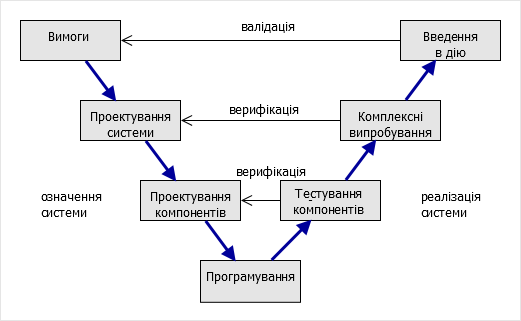 Вимоги
валідація
Введення
в дію
Проектування
системи
верифікація
Комплексні
випробування
верифікація
означення
системи
Проектування
компонентів
Тестування
компонентів
реалізація
системи
Програмування